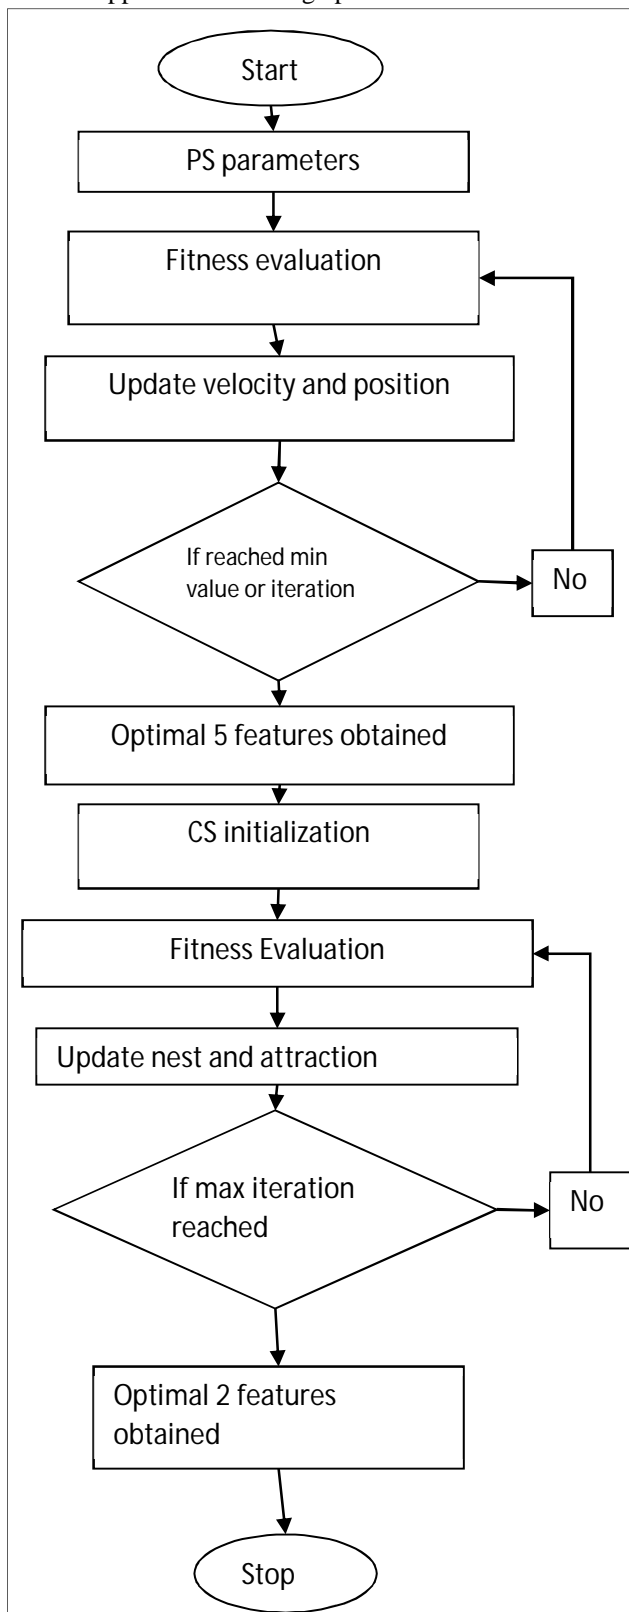 Start
PS parameters
Fitness evaluation
Update velocity and position
If reached min
value or iteration
No
Optimal 5 features obtained
CS initialization
Fitness Evaluation
Update nest and attraction
If max iteration
reached
No
Optimal 2 features
obtained
Stop